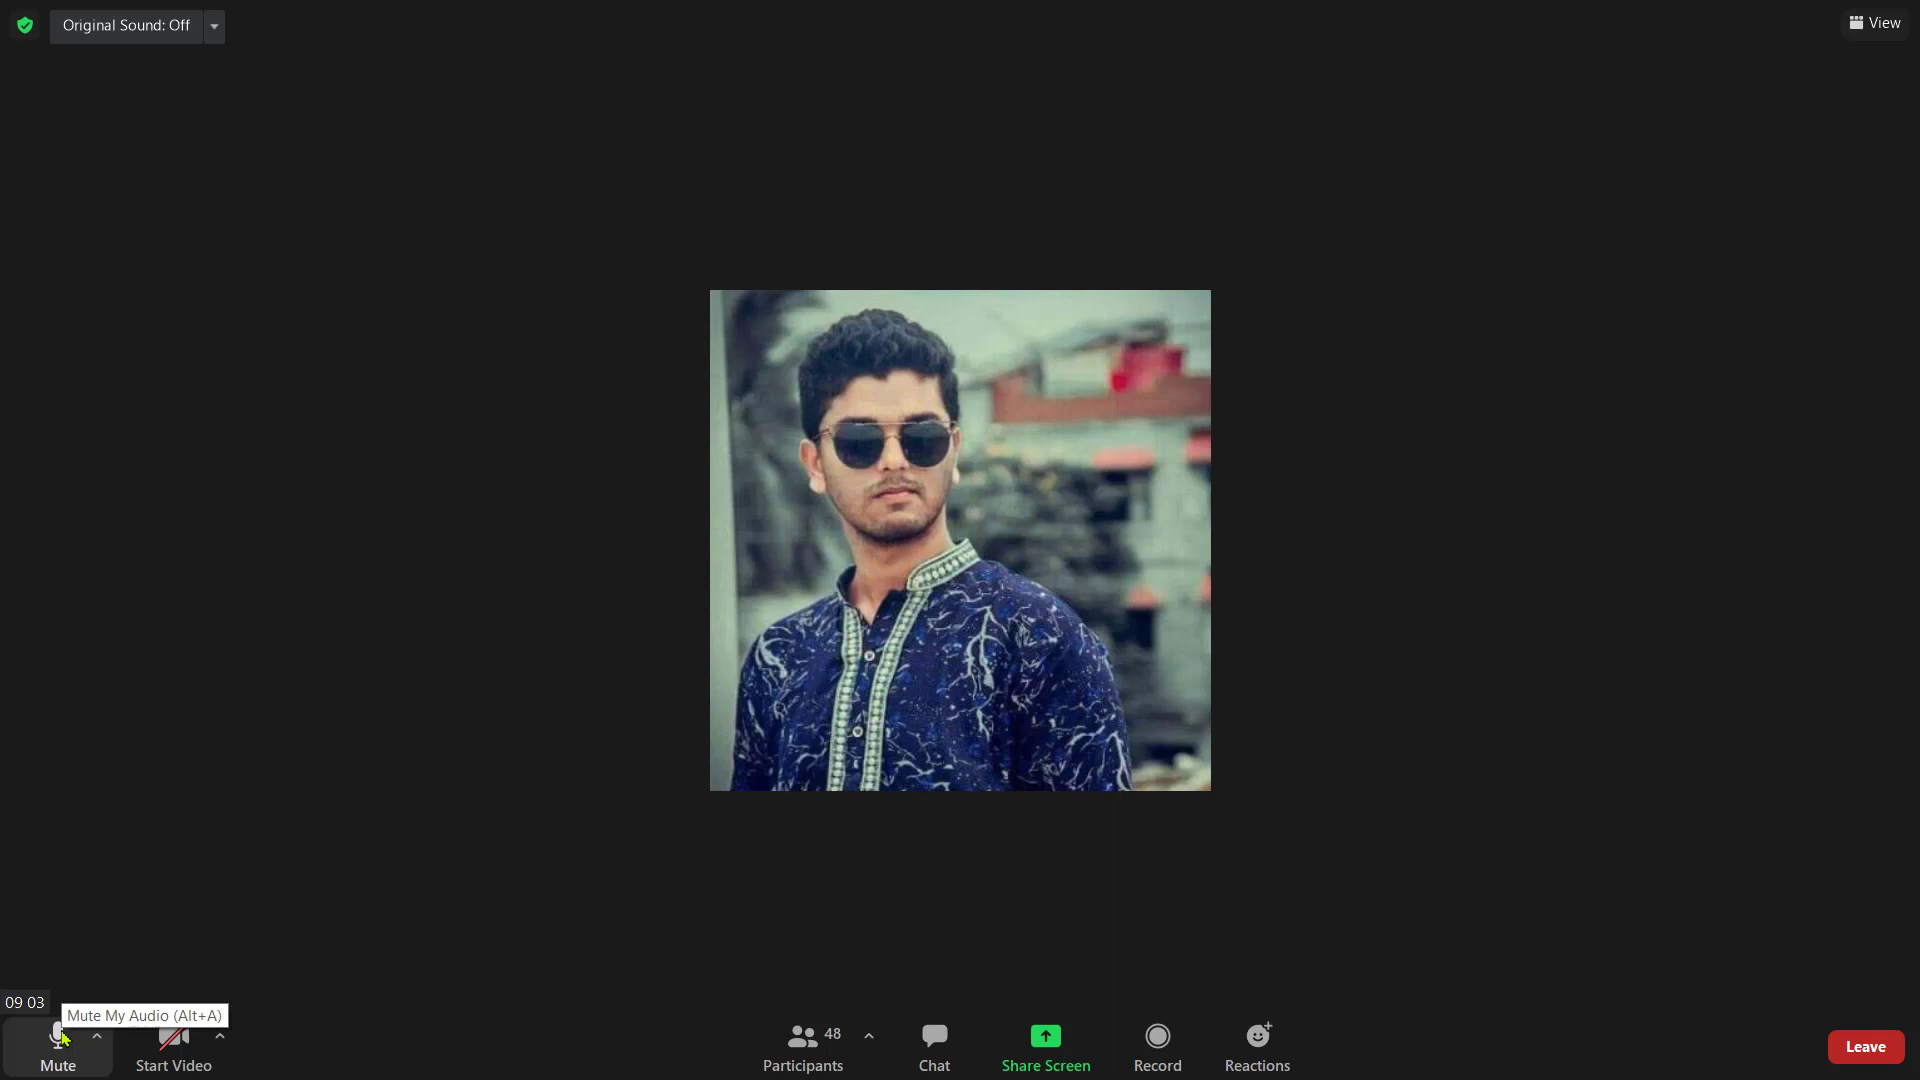 Original Sound: Off
View
09 03
Mute My Audio (Alt+A)
Mute
Start Video
48
Participants
Chat
Share Screen
Record
Reactions
Leave